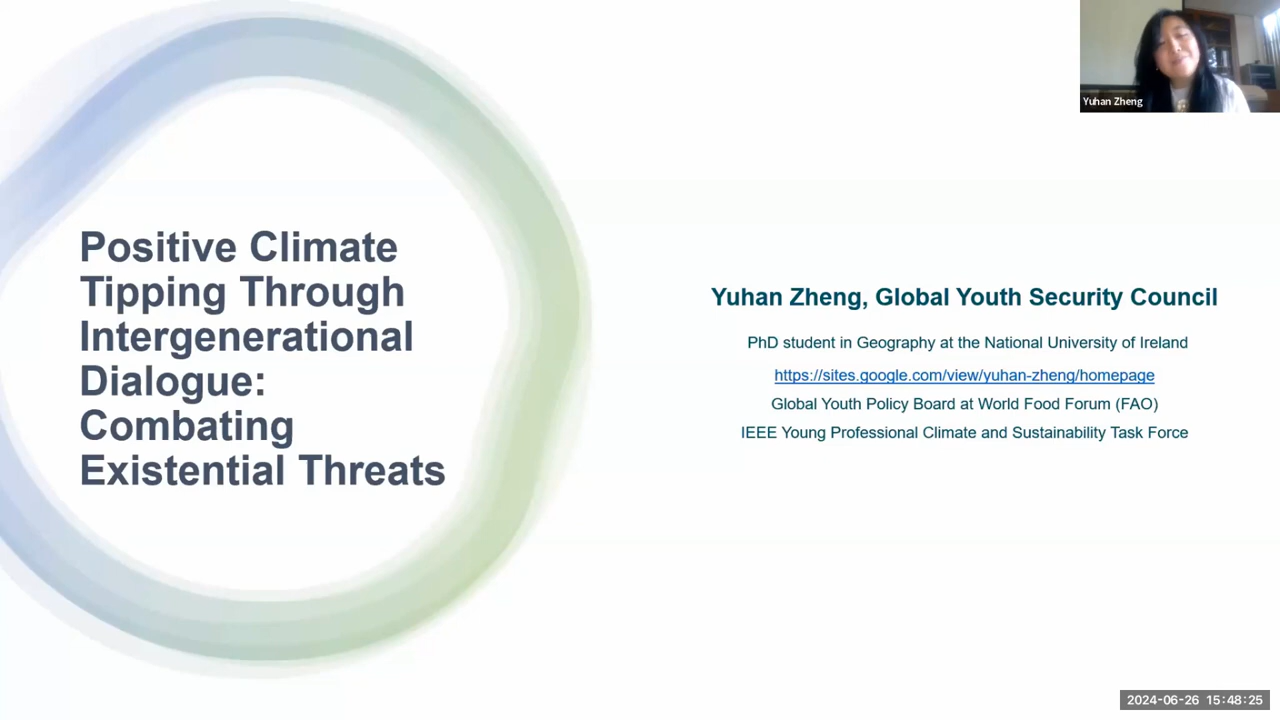 Positive Climate
Tipping Through
Intergenerational
Dialogue:
Combating
Existential Threats
Yuhan Zheng, Global Youth Security Council
PhD student in Geography at the National University of Ireland
https://sites.google.com/view/yuhan-zheng/homepage
Global Youth Policy Board at World Food Forum (FAO)
IEEE Young Professional Climate and Sustainability Task Force
Yuhan Zheng
2024-06-26 15:48:25